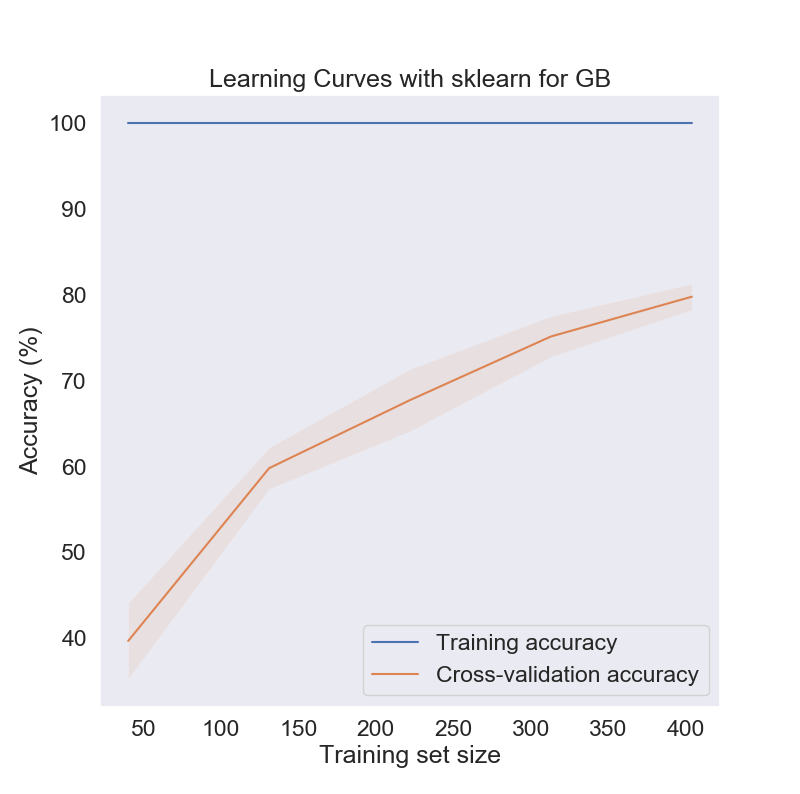 Learning Curves with sklearn for GB
100
90
80
70
60
50
40
Accuracy (%)
Training accuracy
Cross-validation accuracy
50 100 150 200 250 300 350 400
Training set size